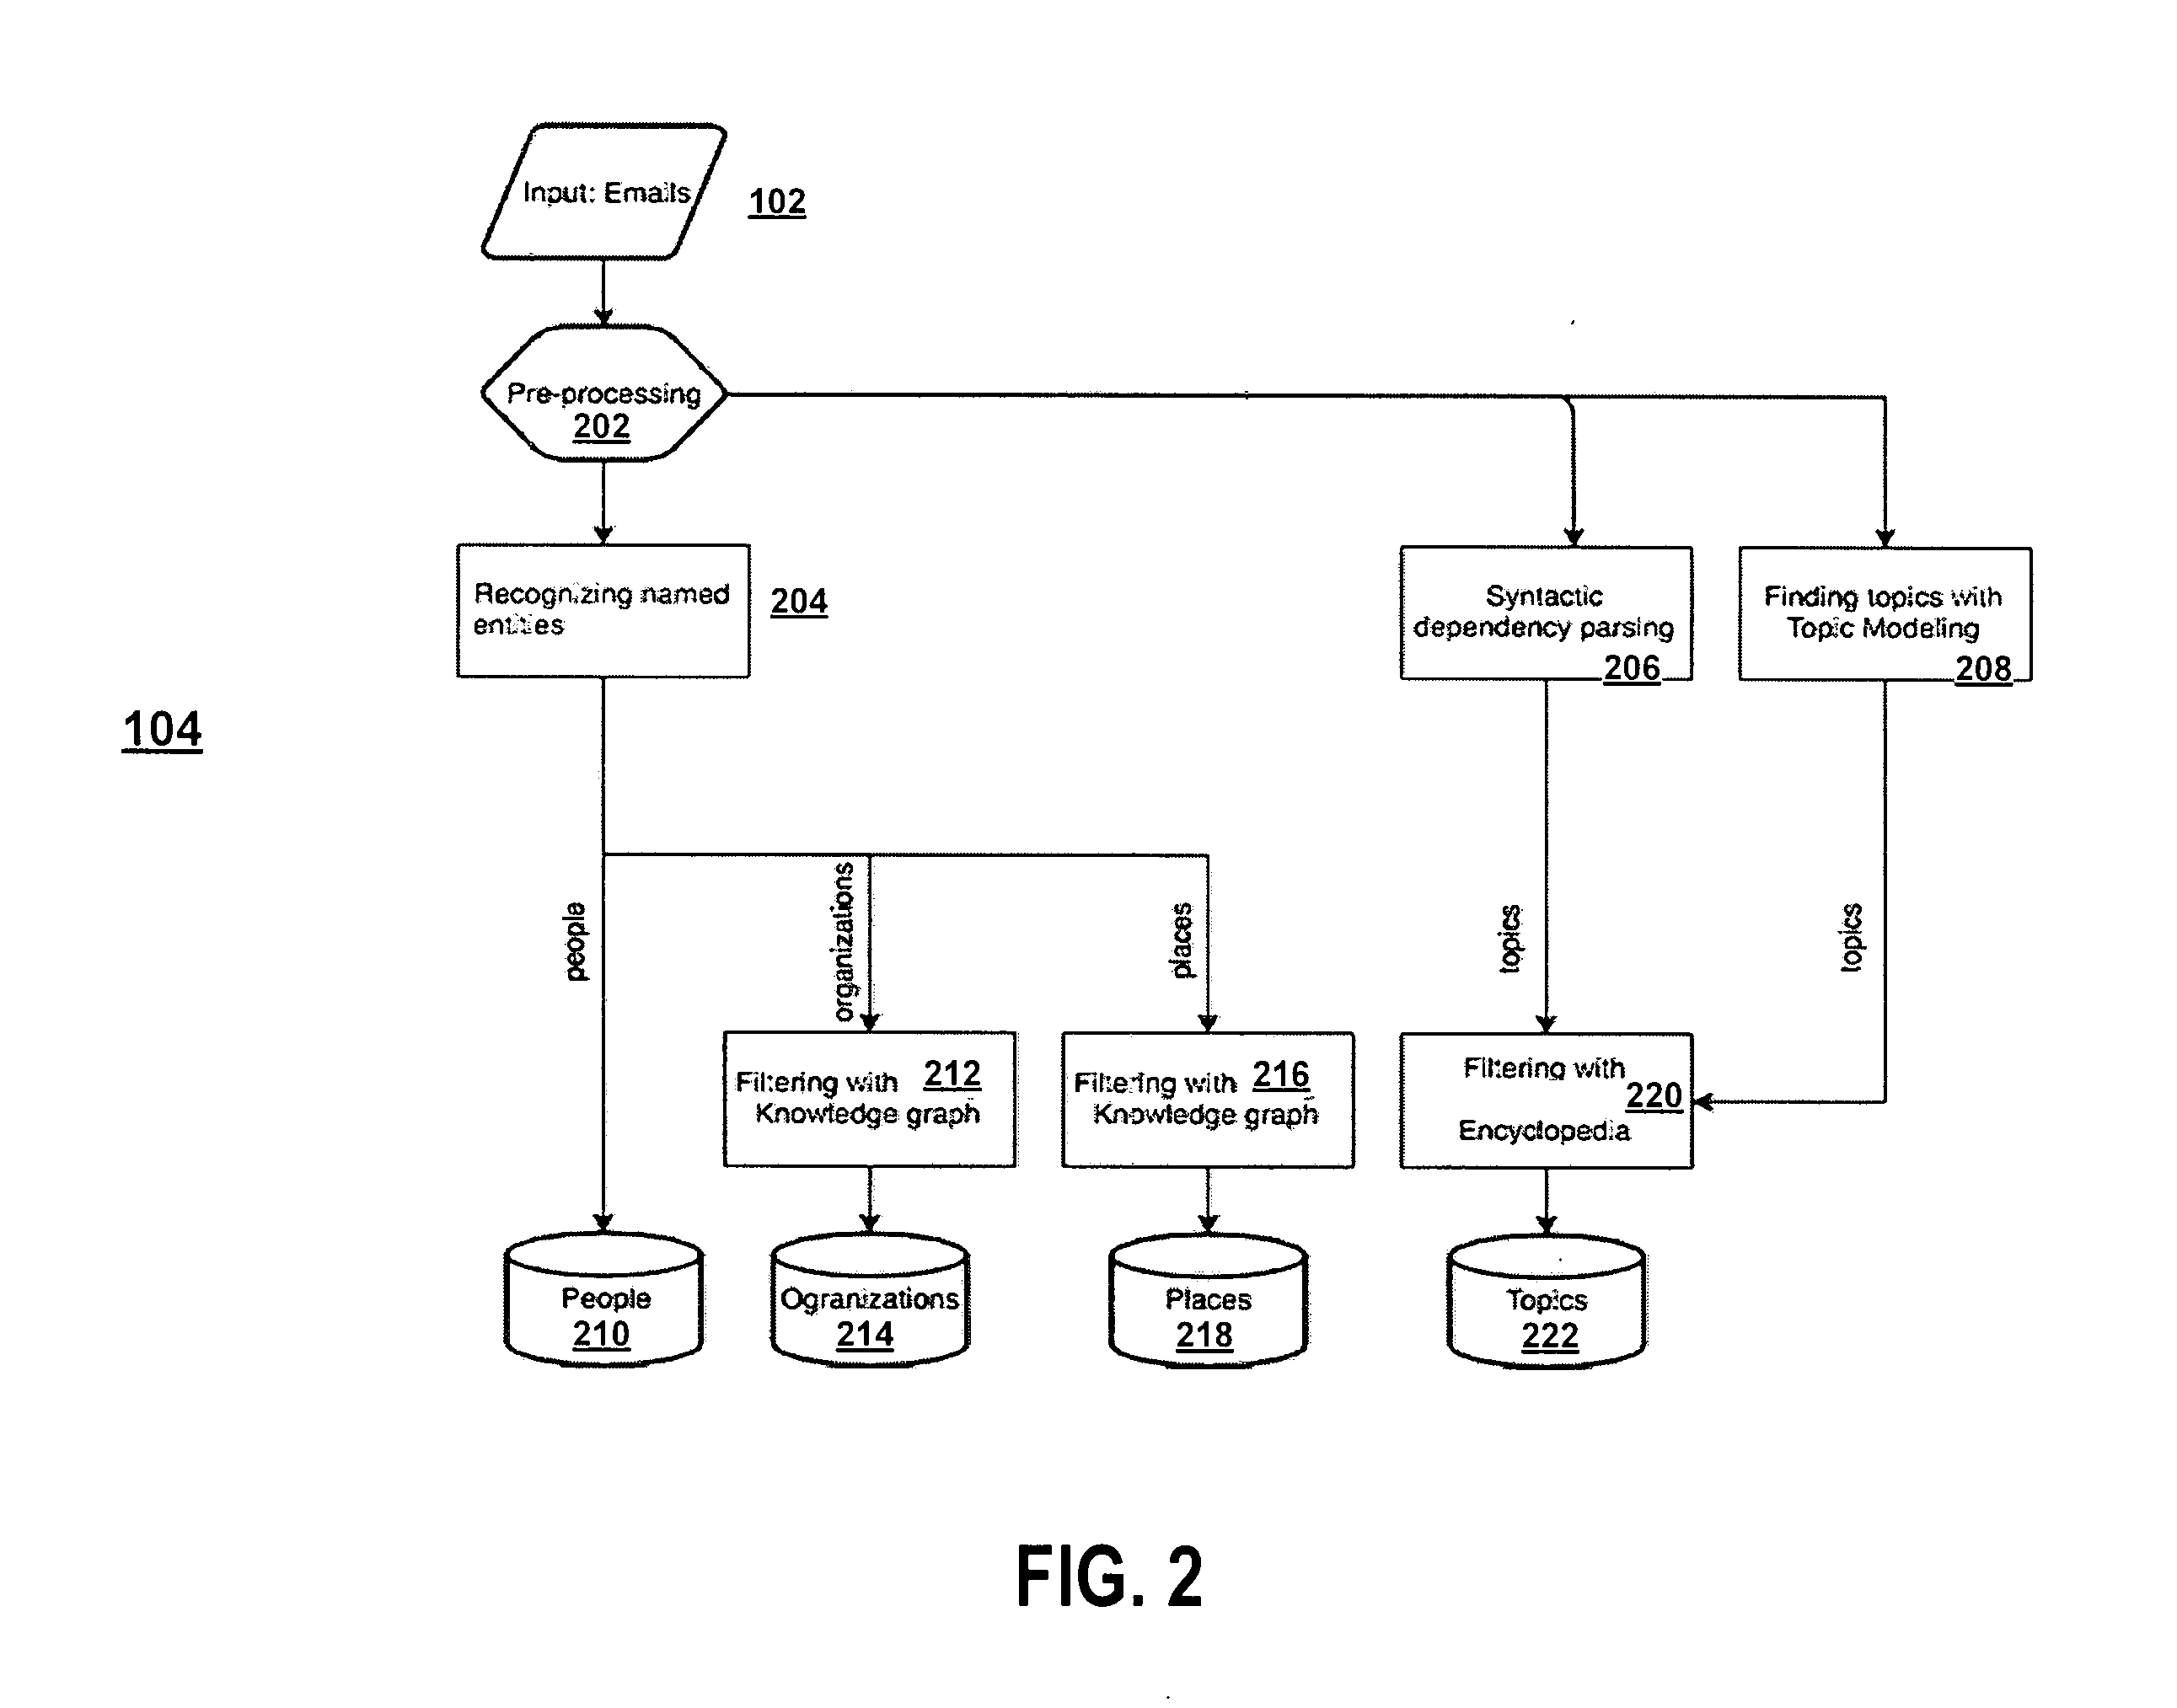 Input: Emails
102
Pre-processing
202
Recognizing named
entities
204
Syntactic
dependency parsing
206
Finding topics with
Topic Modeling
208
104
people
organizations
places
topics
topics
Filtering with 212
Knowledge graph
Filtering with 216
Knowledge graph
Filtering with
220
Encyclopedia
People
210
Ogranizations
214
Places
218
Topics
222
FIG. 2